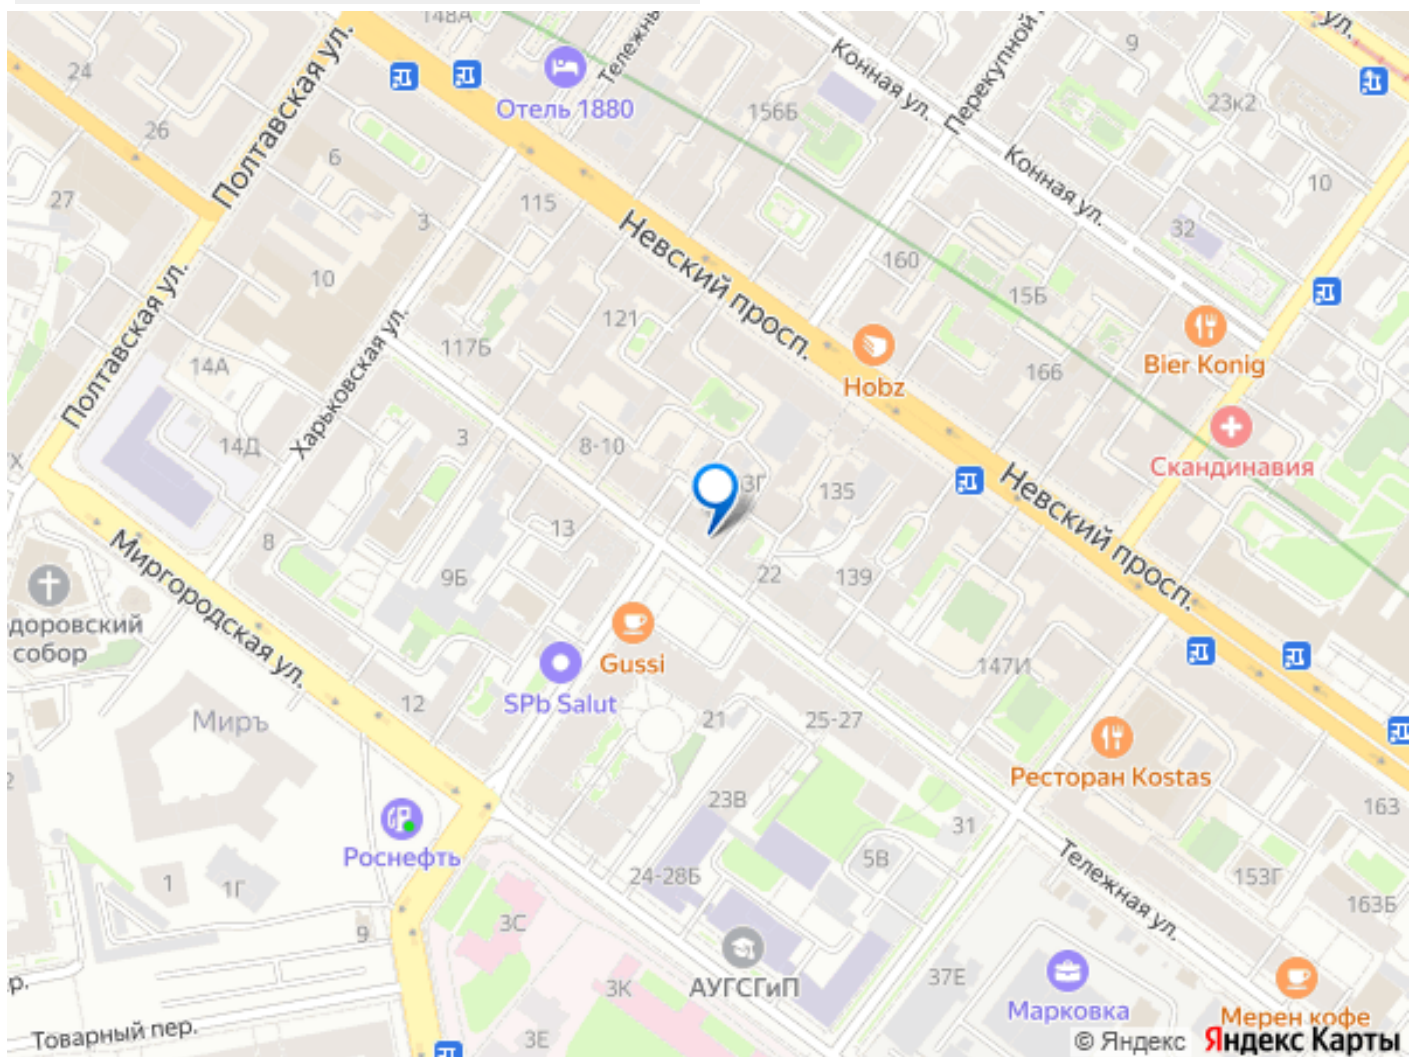 148А
Тележн
ул.
Полтавская ул.
24
Отель 1880
Конная ул.
Перекупной
9
23к2
156Б
26
6
Конная ул.
10
27
115
3
Невский просп.
32
160
10
15Б
Полтавская ул.
121
117Б
Харьковская ул.
14А
Hobz
166
Bier Konig
3
8-10
14Д
Скандинавия
3Г
135
Невский просп.
13
8
Миргородская ул.
9Б
22
139
доровский
собор
Gussi
147И
SPb Salut
12
Миръ
21
25-27
Ресторан Kostas
23В
163
31
Роснефть
5В
Тележная ул.
24-28Б
153Г
1
1Г
163Б
3С
9
37Е
3К
АУГСГиП
р.
Марковка
Мерен кофе
Товарный пер.
3Е
© Яндекс Яндекс Карты